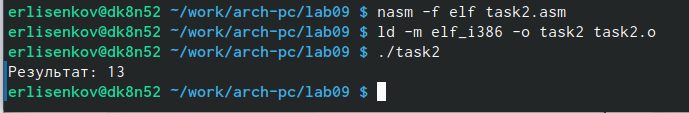 erlisenkov@dk8n52 ~/work/arch-pc/lab09 $ nasm -f elf task2.asm
erlisenkov@dk8n52 ~/work/arch-pc/lab09 $ ld -m elf_i386 -o task2 task2.o
erlisenkov@dk8n52 ~/work/arch-pc/lab09 $ ./task2
Результат: 13
erlisenkov@dk8n52 ~/work/arch-pc/lab09 $